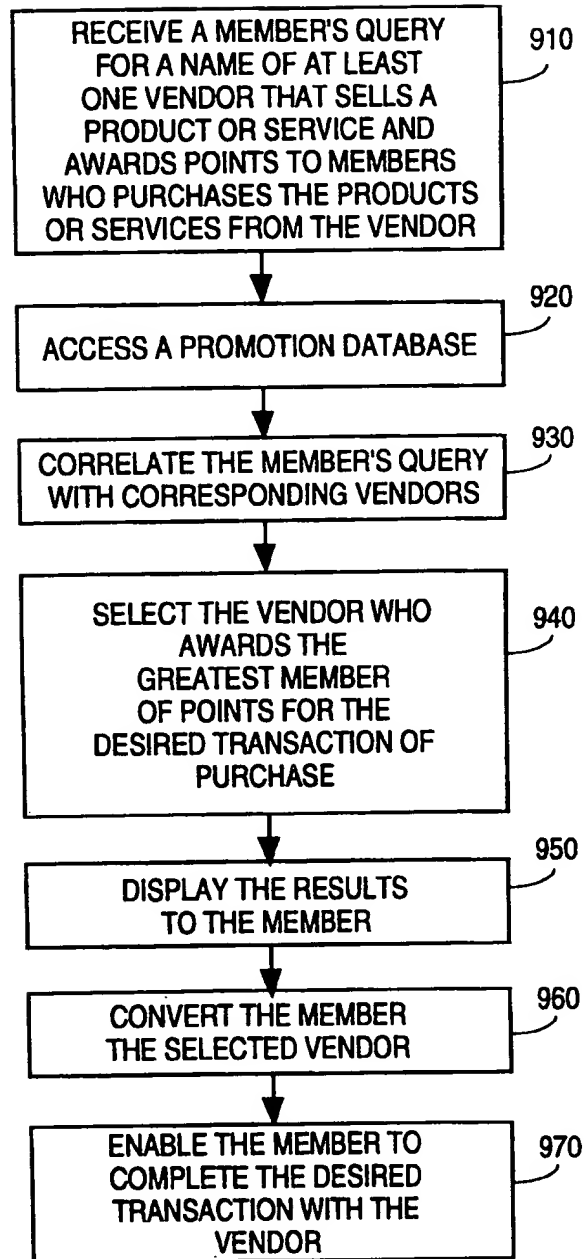 RECEIVE A MEMBER'S QUERY
FOR A NAME OF AT LEAST
ONE VENDOR THAT SELLS A
PRODUCT OR SERVICE AND
AWARDS POINTS TO MEMBERS
WHO PURCHASES THE PRODUCTS
OR SERVICES FROM THE VENDOR
910
920
ACCESS A PROMOTION DATABASE
930
CORRELATE THE MEMBER'S QUERY
WITH CORRESPONDING VENDORS
940
SELECT THE VENDOR WHO
AWARDS THE
GREATEST MEMBER
OF POINTS FOR THE
DESIRED TRANSACTION OF
PURCHASE
950
DISPLAY THE RESULTS
TO THE MEMBER
960
CONVERT THE MEMBER
THE SELECTED VENDOR
970
ENABLE THE MEMBER TO
COMPLETE THE DESIRED
TRANSACTION WITH THE
VENDOR